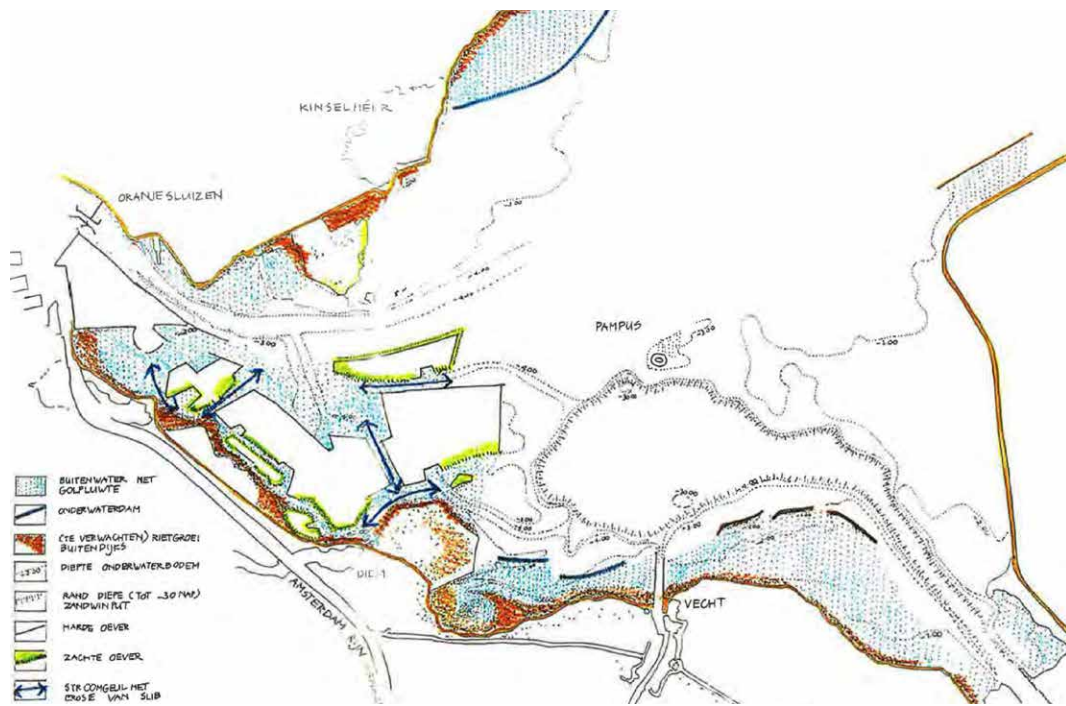 KINSELMEER
ORANJESLUIZEN
PAMPUS
DIEM
VECHT
AMSTERDAM RIJN
BUITENWATER MET
GOLFLUWTE
ONDERWATERDAM
(TE VERWACHTEN) RIETGROEI
BUITENDIJKS
DIEPTE ONDERWATERBODEM
RAND DIEPE (TOT -30 NAP)
ZANDWINPUT
HARDE OEVER
ZACHTE OEVER
STROOMGEUL MET
EROSIE VAN SLIB